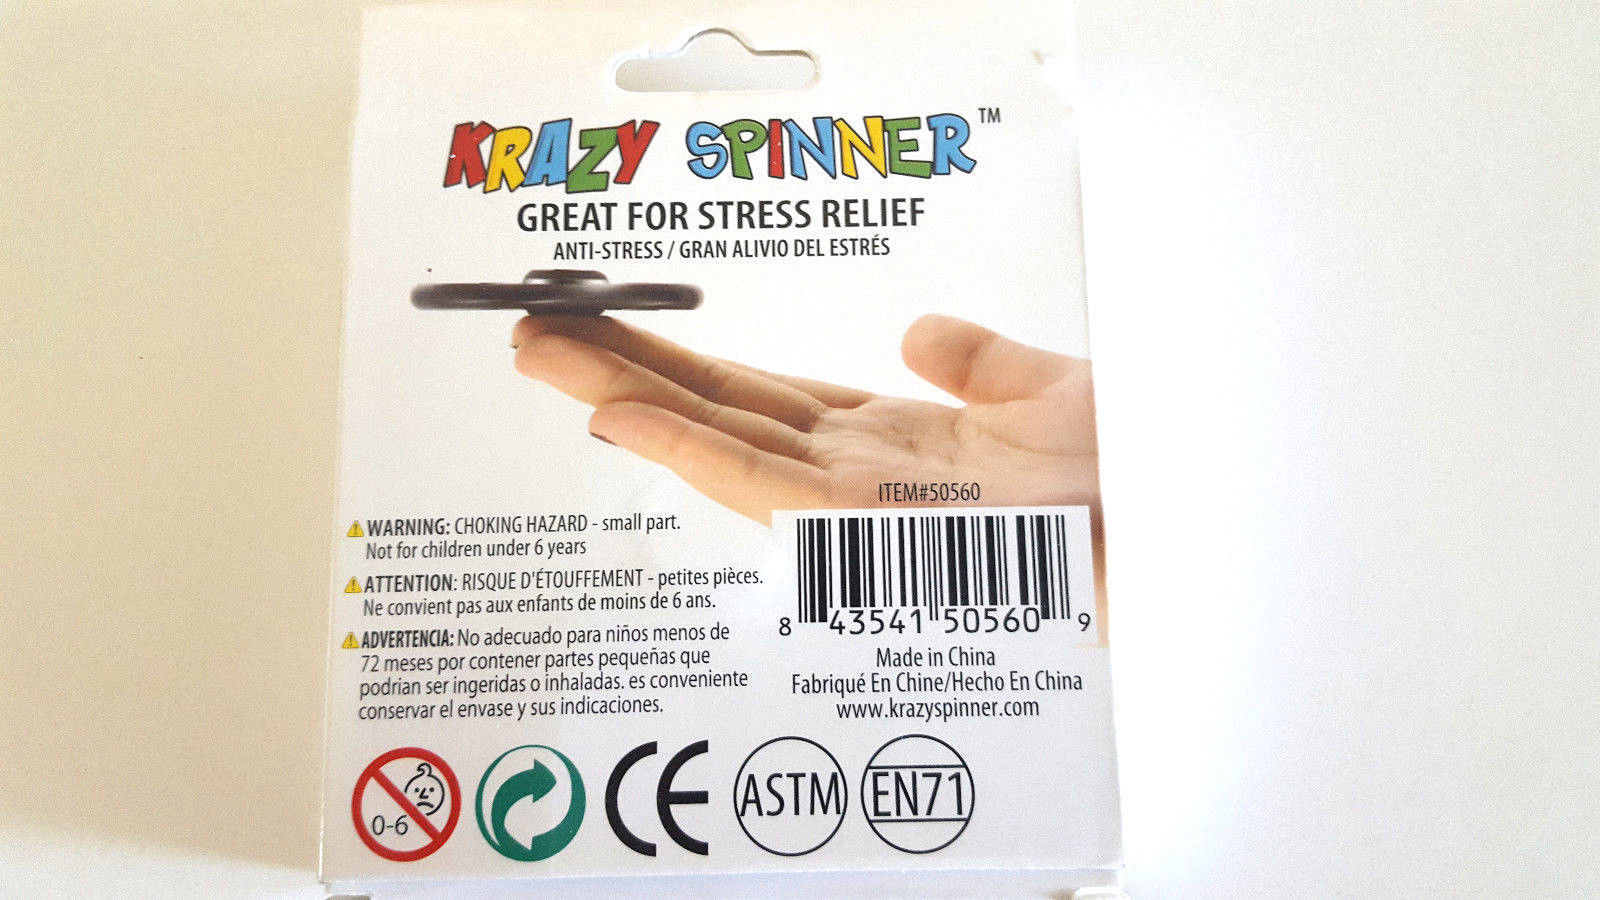 KRAZY SPINNER™
GREAT FOR STRESS RELIEF
ANTI-STRESS / GRAN ALIVIO DEL ESTRÉS
ITEM#50560
WARNING: CHOKING HAZARD - small part.
Not for children under 6 years
ATTENTION: RISQUE D'ÉTOUFFEMENT - petites pièces.
Ne convient pas aux enfants de moins de 6 ans.
ADVERTENCIA: No adecuado para niños menos de
72 meses por contener partes pequeñas que
podrian ser ingeridas o inhaladas. es conveniente
conservar el envase y sus indicaciones.
8 43541 50560 9
Made in China
Fabriqué En Chine/Hecho En China
www.krazyspinner.com
0-6
CE
ASTM
EN71